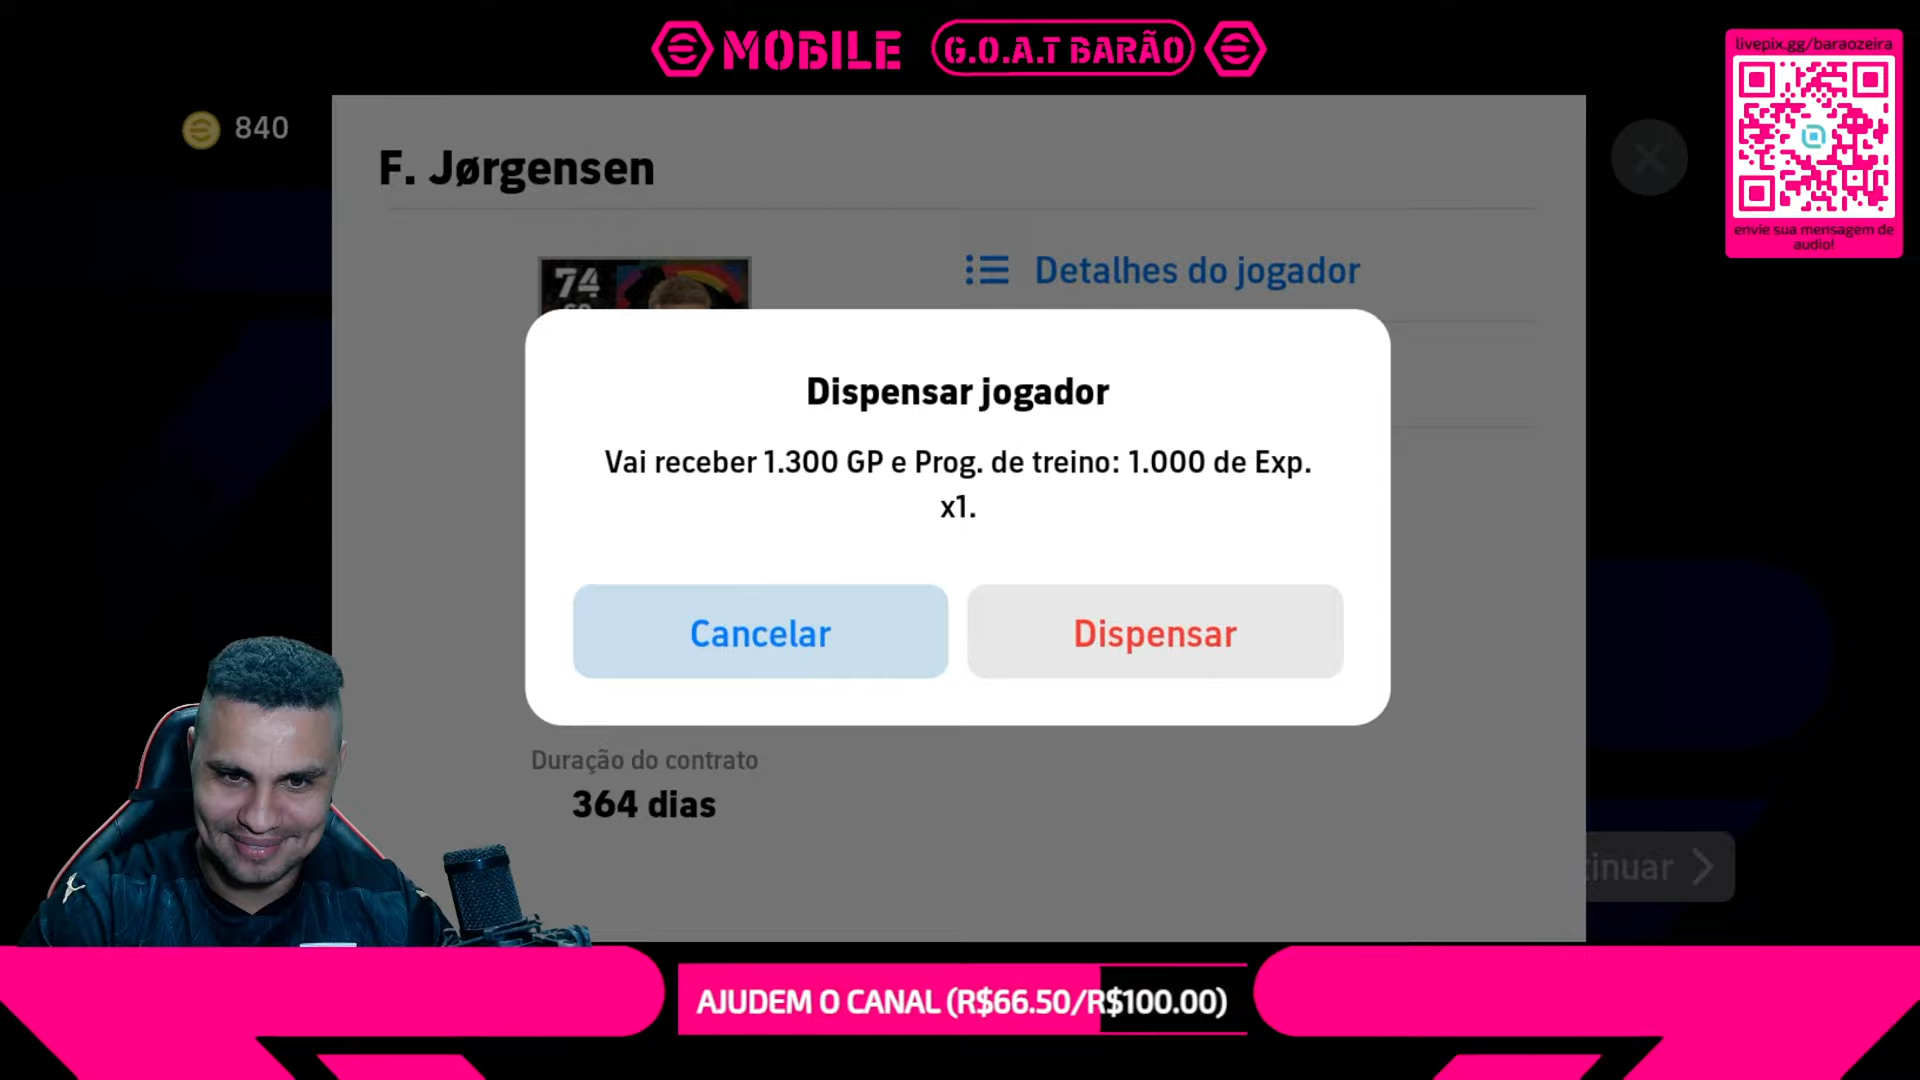 MOBILE G.O.A.T BARÃO
livepix.gg/baraozeira
840
F. Jørgensen
envie sua mensagem de
audio!
74
Detalhes do jogador
Dispensar jogador
Vai receber 1.300 GP e Prog. de treino: 1.000 de Exp.
x1.
Cancelar
Dispensar
Duração do contrato
364 dias
tinuar
AJUDEM O CANAL (R$66.50/R$100.00)